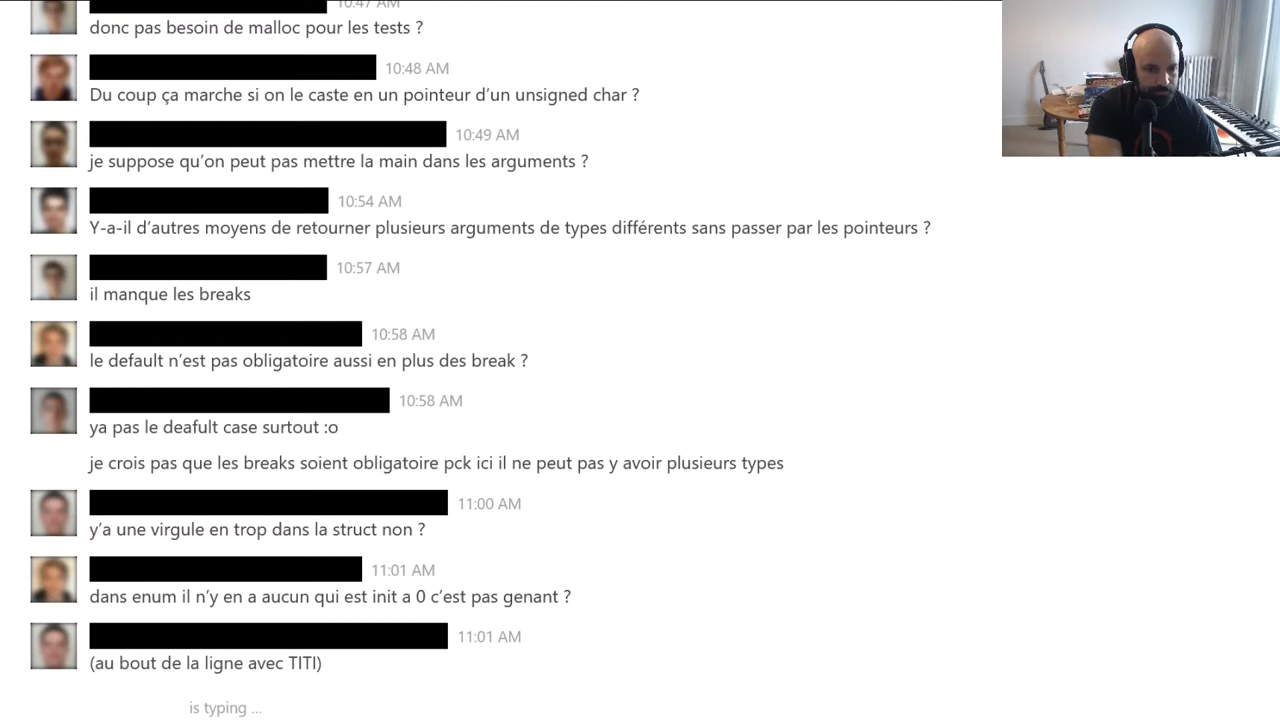 10:47 AM
donc pas besoin de malloc pour les tests ?
10:48 AM
Du coup ça marche si on le caste en un pointeur d'un unsigned char ?
10:49 AM
je suppose qu'on peut pas mettre la main dans les arguments ?
10:54 AM
Y-a-il d'autres moyens de retourner plusieurs arguments de types différents sans passer par les pointeurs ?
10:57 AM
il manque les breaks
10:58 AM
le default n'est pas obligatoire aussi en plus des break ?
10:58 AM
ya pas le deafult case surtout :o
je crois pas que les breaks soient obligatoire pck ici il ne peut pas y avoir plusieurs types
11:00 AM
y'a une virgule en trop dans la struct non ?
11:01 AM
dans enum il n'y en a aucun qui est init a 0 c'est pas genant ?
11:01 AM
(au bout de la ligne avec TITI)
is typing ...